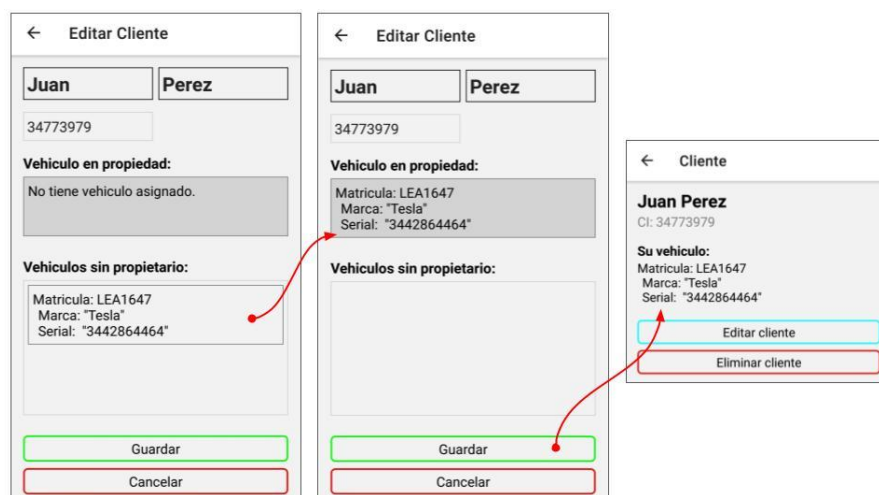 Editar Cliente
Juan
Perez
34773979
Vehiculo en propiedad:
No tiene vehiculo asignado.
Vehiculos sin propietario:
Matricula: LEA1647
Marca: "Tesla"
Serial: "3442864464"
Guardar
Cancelar
Editar Cliente
Juan
Perez
34773979
Vehiculo en propiedad:
Matricula: LEA1647
Marca: "Tesla"
Serial: "3442864464"
Vehiculos sin propietario:
Guardar
Cancelar
Cliente
Juan Perez
CI: 34773979
Su vehiculo:
Matricula: LEA1647
Marca: "Tesla"
Serial: "3442864464"
Editar cliente
Eliminar cliente